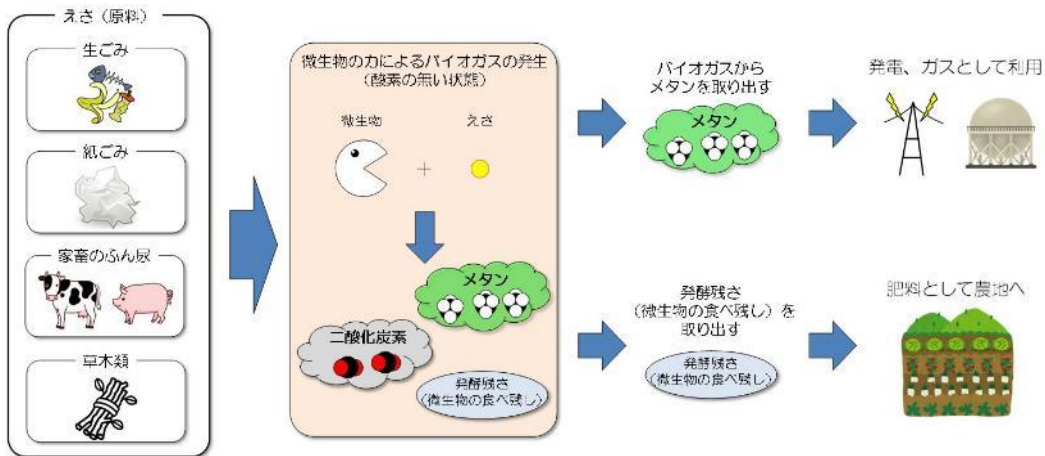 えさ（原料）
生ごみ
紙ごみ
家畜のふん尿
草木類
微生物の力によるバイオガスの発生
（酸素の無い状態）
微生物
えさ
+
メタン
二酸化炭素
発酵残さ
（微生物の食べ残し）
バイオガスから
メタンを取り出す
メタン
発電、ガスとして利用
発酵残さ
（微生物の食べ残し）を
取り出す
発酵残さ
（微生物の食べ残し）
肥料として農地へ